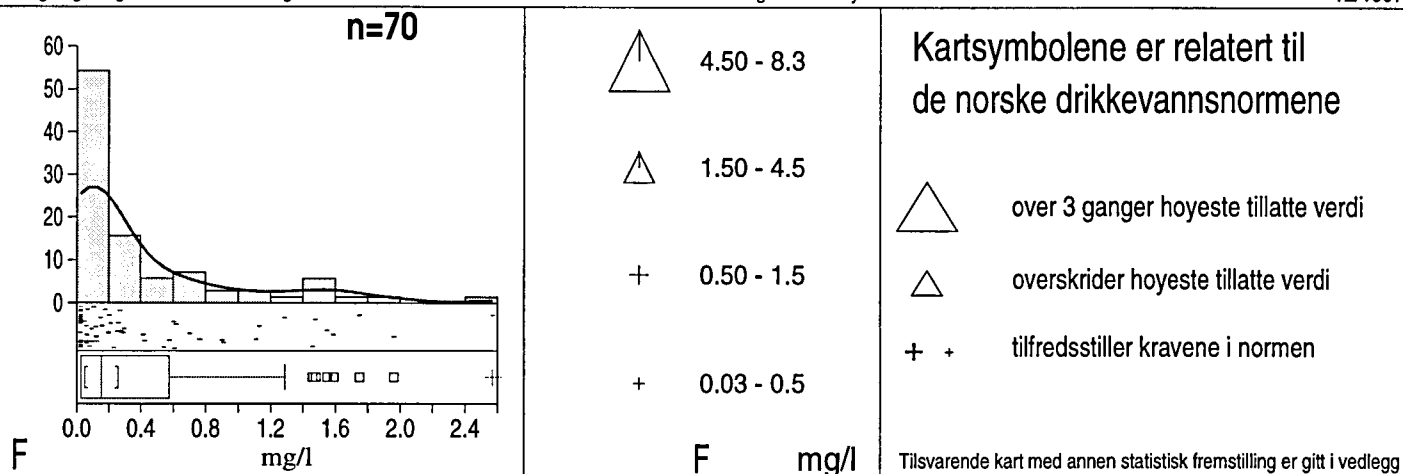 n=70
60
50
40
30
20
10
0
0.0 0.4 0.8 1.2 1.6 2.0 2.4
F mg/l
4.50 - 8.3
1.50 - 4.5
0.50 - 1.5
0.03 - 0.5
F mg/l
Kartsymbolene er relatert til
de norske drikkevannsnormene
over 3 ganger hoyeste tillatte verdi
overskrider hoyeste tillatte verdi
tilfredsstiller kravene i normen
Tilsvarende kart med annen statistisk fremstilling er gitt i vedlegg